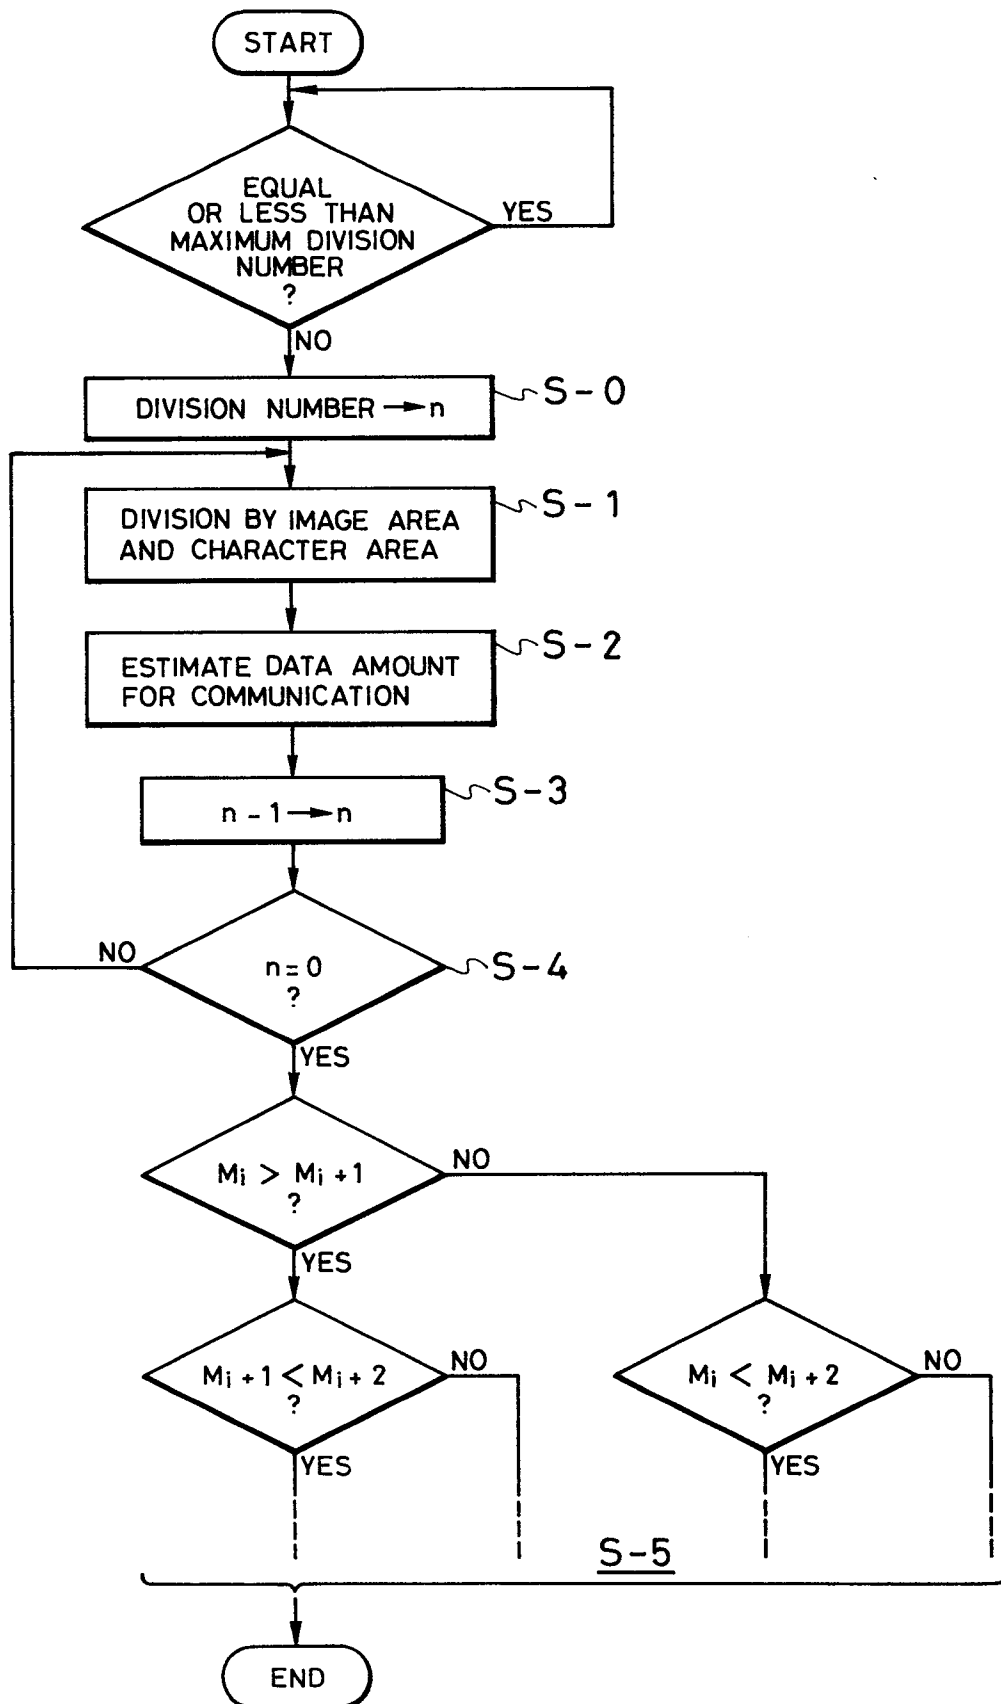 START
EQUAL
OR LESS THAN
MAXIMUM DIVISION
NUMBER
?
YES
NO
DIVISION NUMBER → n
S-0
DIVISION BY IMAGE AREA
AND CHARACTER AREA
S-1
ESTIMATE DATA AMOUNT
FOR COMMUNICATION
S-2
n - 1 → n
S-3
NO
n = 0
?
S-4
YES
Mi > Mi + 1
?
NO
YES
Mi + 1 < Mi + 2
?
NO
YES
Mi < Mi + 2
?
NO
YES
S-5
END